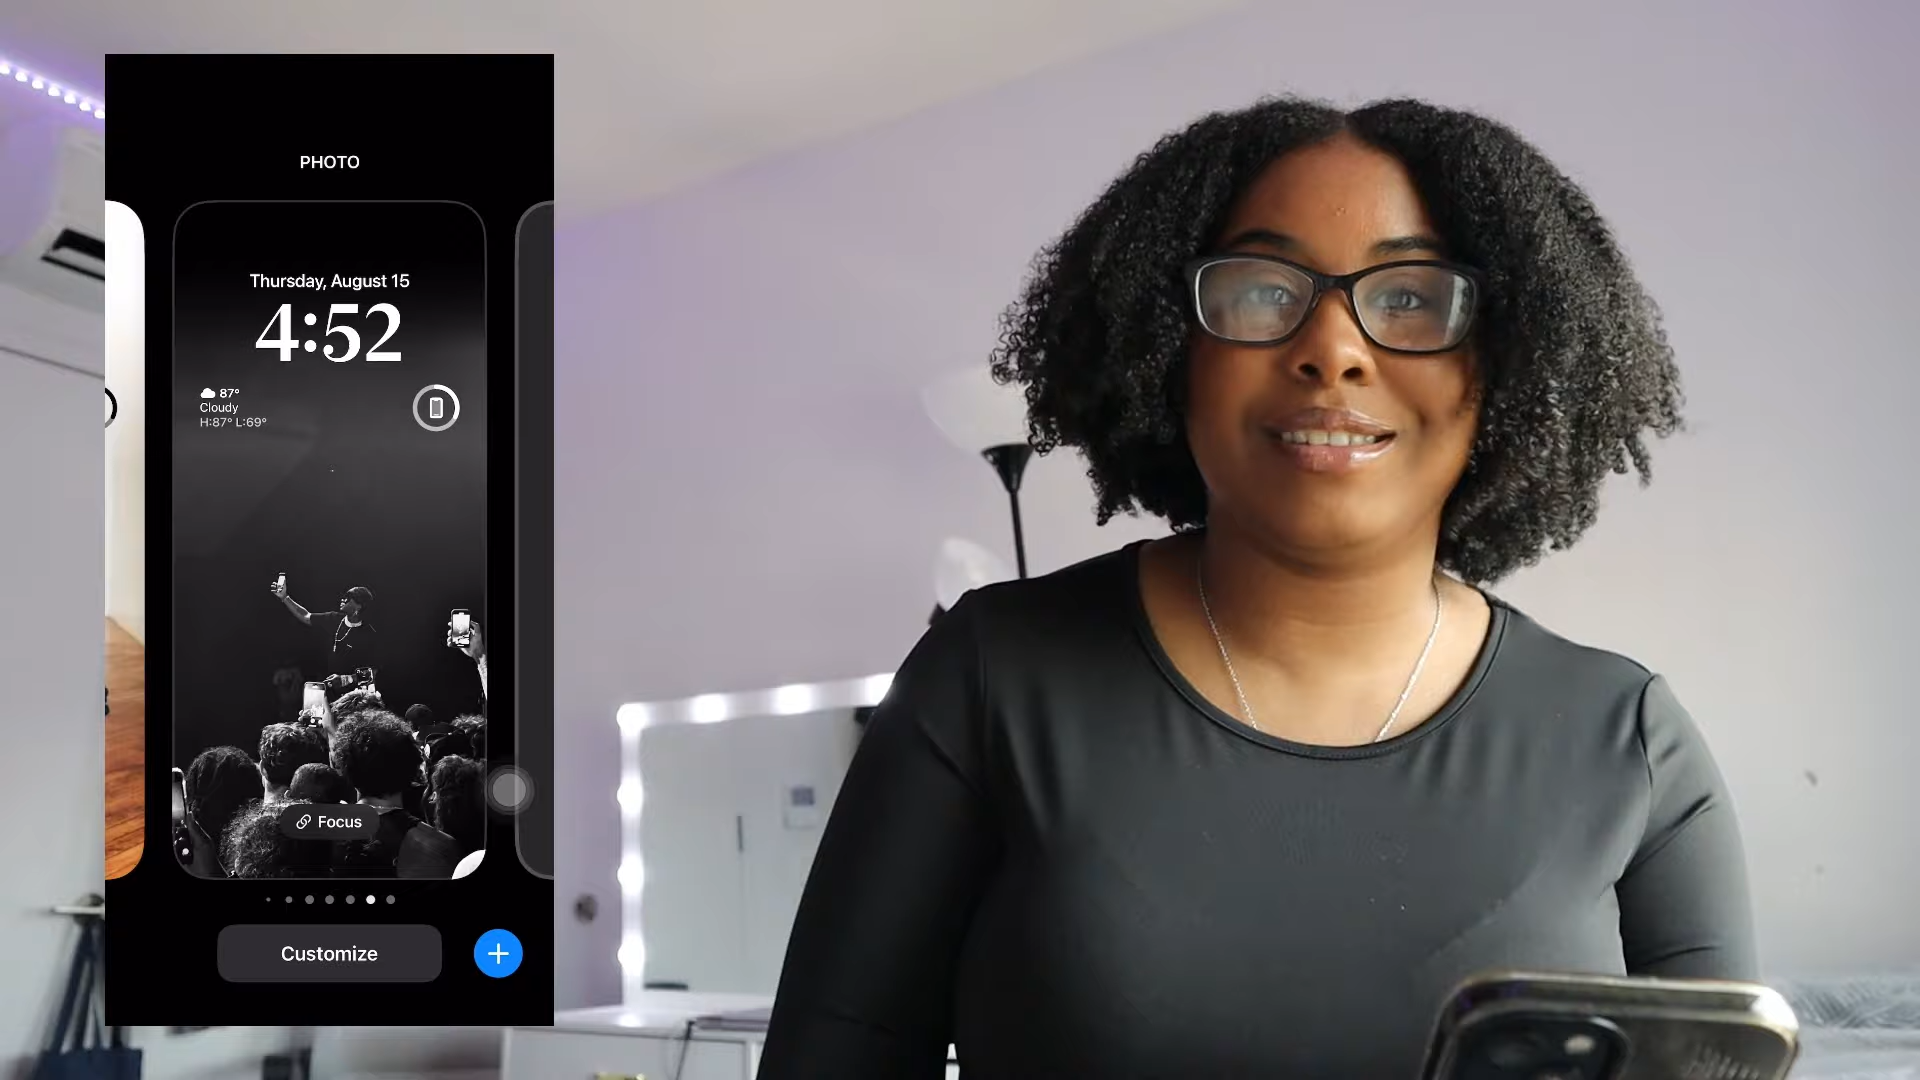 PHOTO
Thursday, August 15
4:52
87°
Cloudy
H:87° L:69°
Focus
Customize